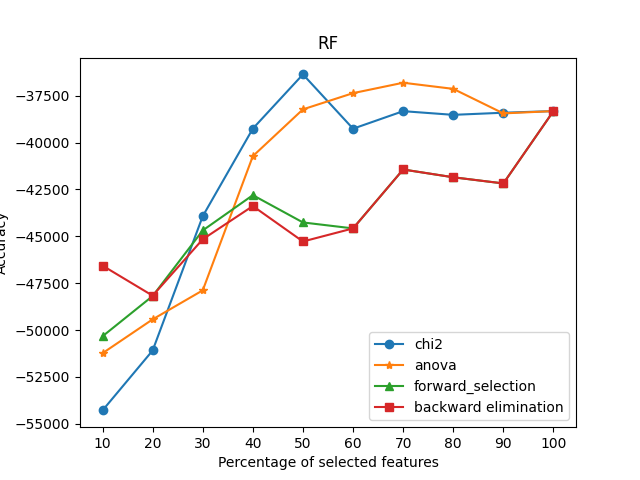 RF
Accuracy
−37500
−40000
−42500
−45000
−47500
−50000
−52500
−55000
10 20 30 40 50 60 70 80 90 100
Percentage of selected features
chi2
anova
forward_selection
backward elimination